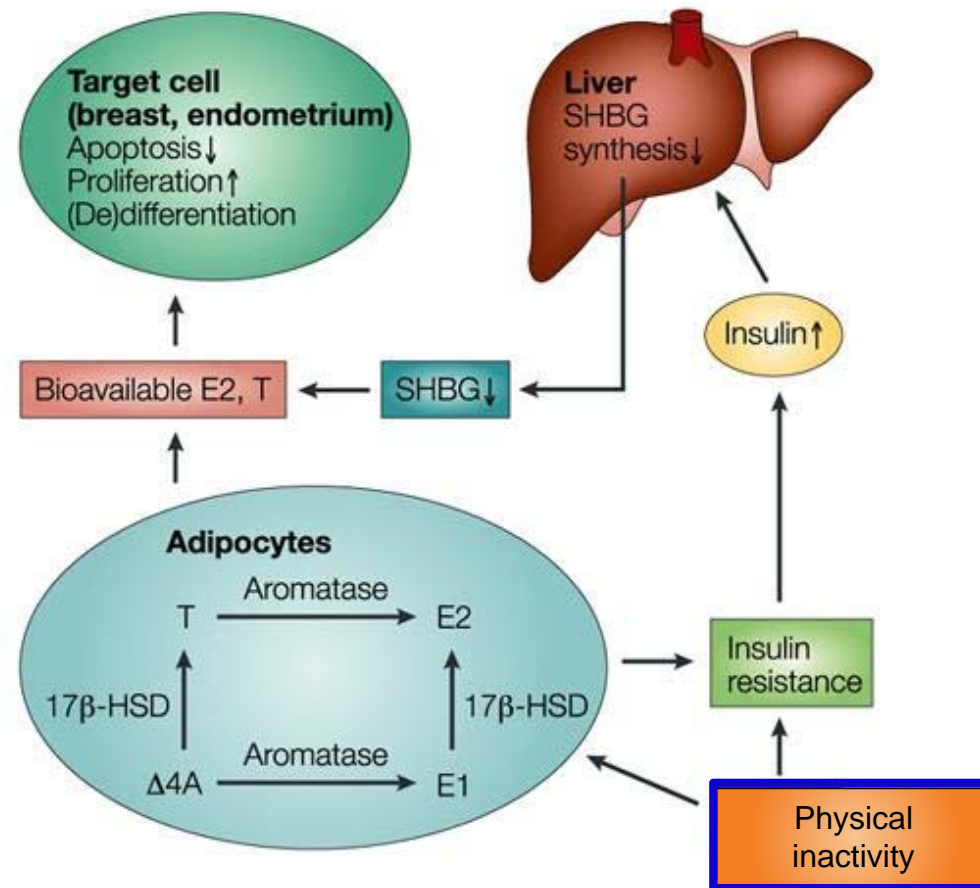 Target cell
(breast, endometrium)
Apoptosis↓
Proliferation↑
(De)differentiation
Liver
SHBG
synthesis↓
Insulin↑
Bioavailable E2, T
SHBG↓
Adipocytes
Aromatase
T
E2
17β-HSD
17β-HSD
Aromatase
Δ4A
E1
Insulin
resistance
Physical
inactivity